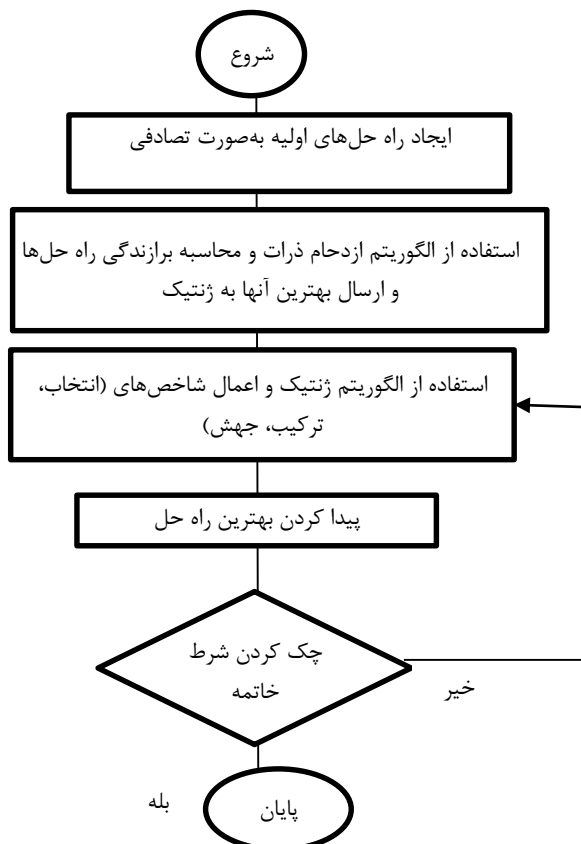 شروع
ایجاد راه حل‌های اولیه به‌صورت تصادفی
استفاده از الگوریتم ازدحام ذرات و محاسبه برازندگی راه حل‌ها
و ارسال بهترین آنها به ژنتیک
استفاده از الگوریتم ژنتیک و اعمال شاخص‌های (انتخاب،
ترکیب، جهش)
پیدا کردن بهترین راه حل
چک کردن شرط
خاتمه
خیر
بله
پایان